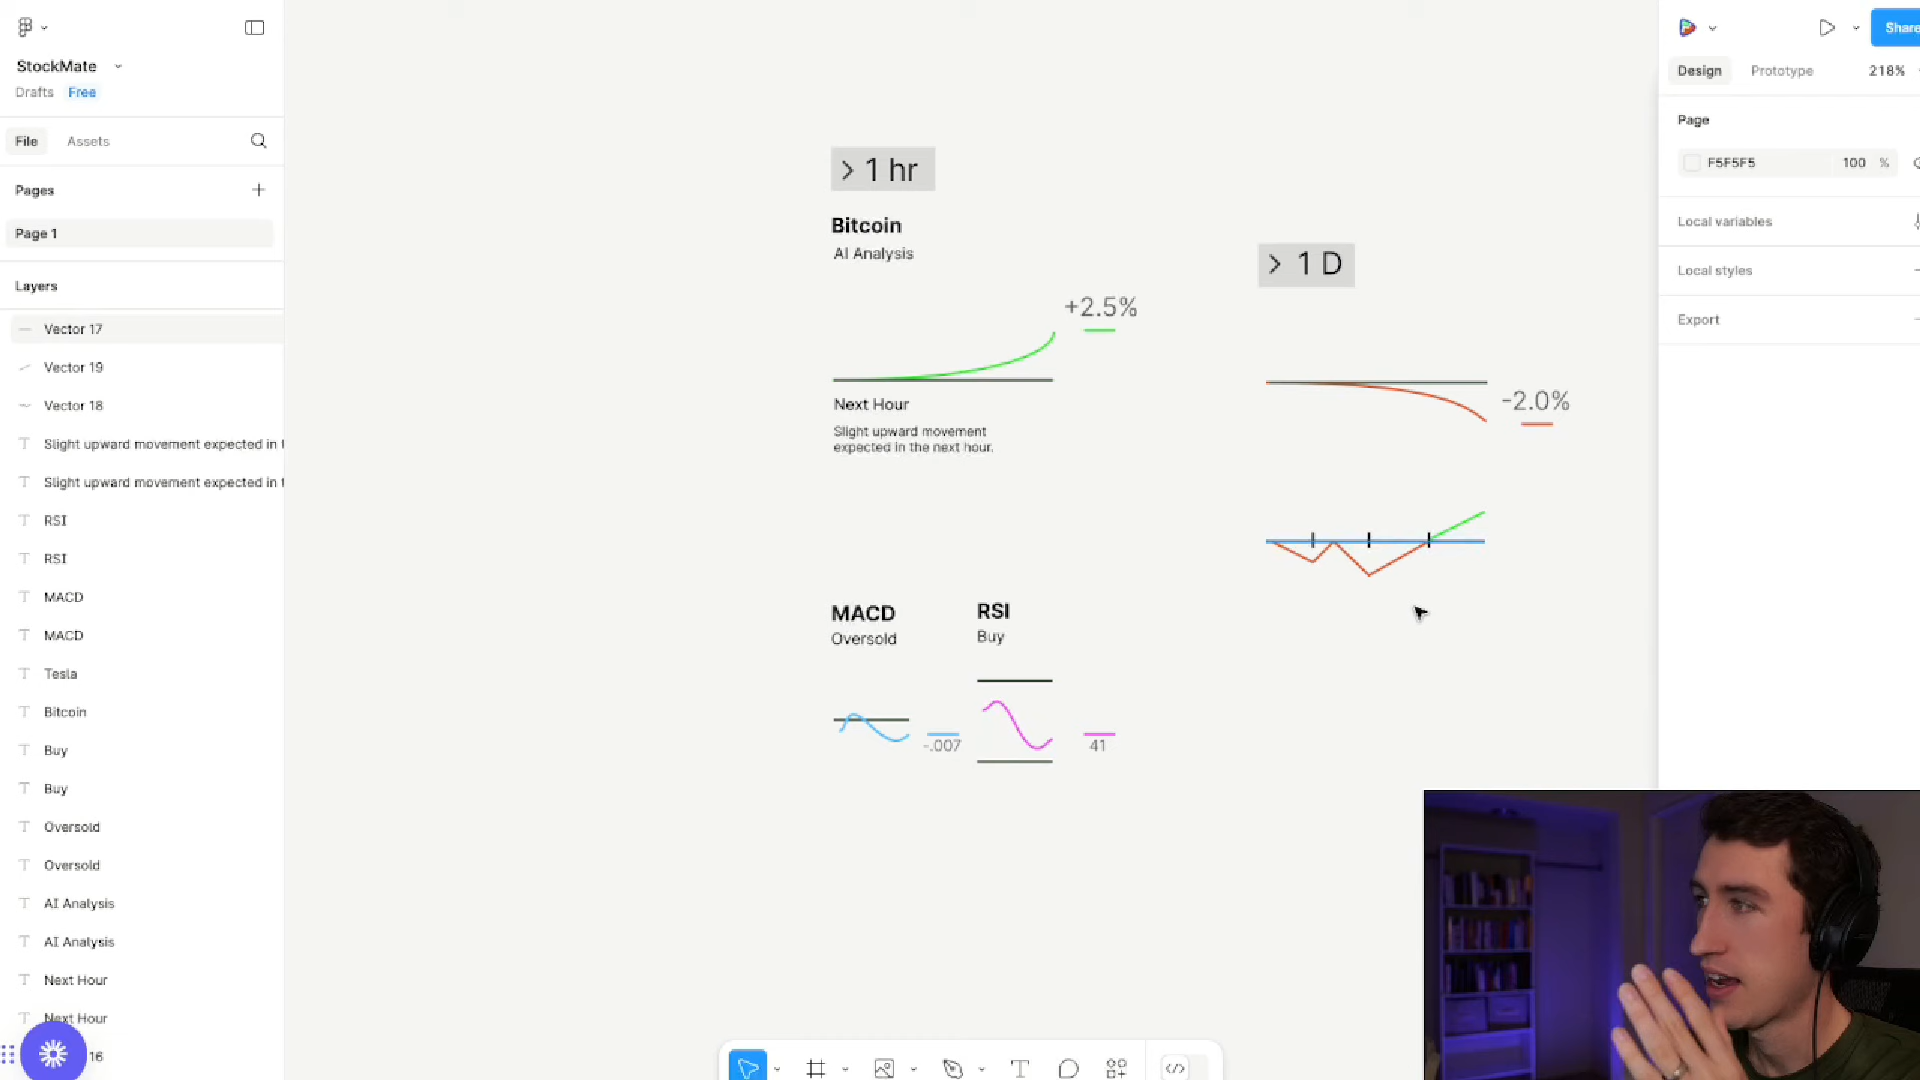 StockMate
Drafts Free
File Assets
Pages
Page 1
Layers
Vector 17
Vector 19
Vector 18
Slight upward movement expected in t
Slight upward movement expected in t
RSI
RSI
MACD
MACD
Tesla
Bitcoin
Buy
Buy
Oversold
Oversold
AI Analysis
AI Analysis
Next Hour
Next Hour
16
> 1 hr
Bitcoin
AI Analysis
+2.5%
Next Hour
Slight upward movement
expected in the next hour.
> 1 D
-2.0%
MACD
Oversold
RSI
Buy
-.007
41
Share
Design Prototype 218%
Page
F5F5F5 100 %
Local variables
Local styles
Export